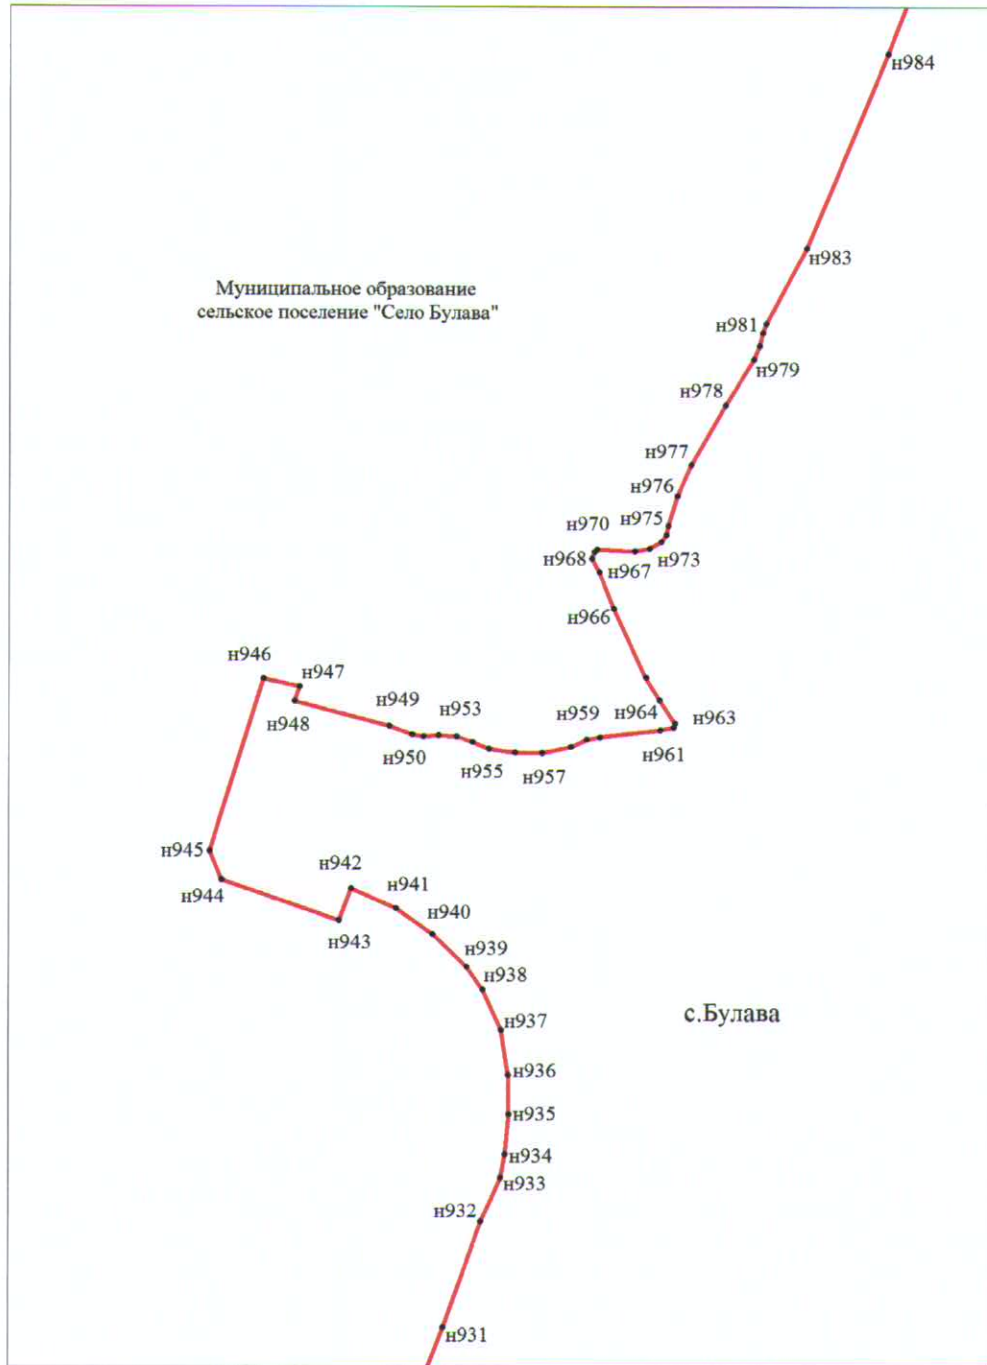 н984
н983
Муниципальное образование
сельское поселение "Село Булава"
н981
н979
н978
н977
н976
н975
н970
н973
н968
н967
н966
н946
н947
н964
н963
н949
н953
н959
н948
н950
н961
н955
н957
н945
н942
н944
н941
н940
н943
н939
н938
с.Булава
н937
н936
н935
н934
н933
н932
н931